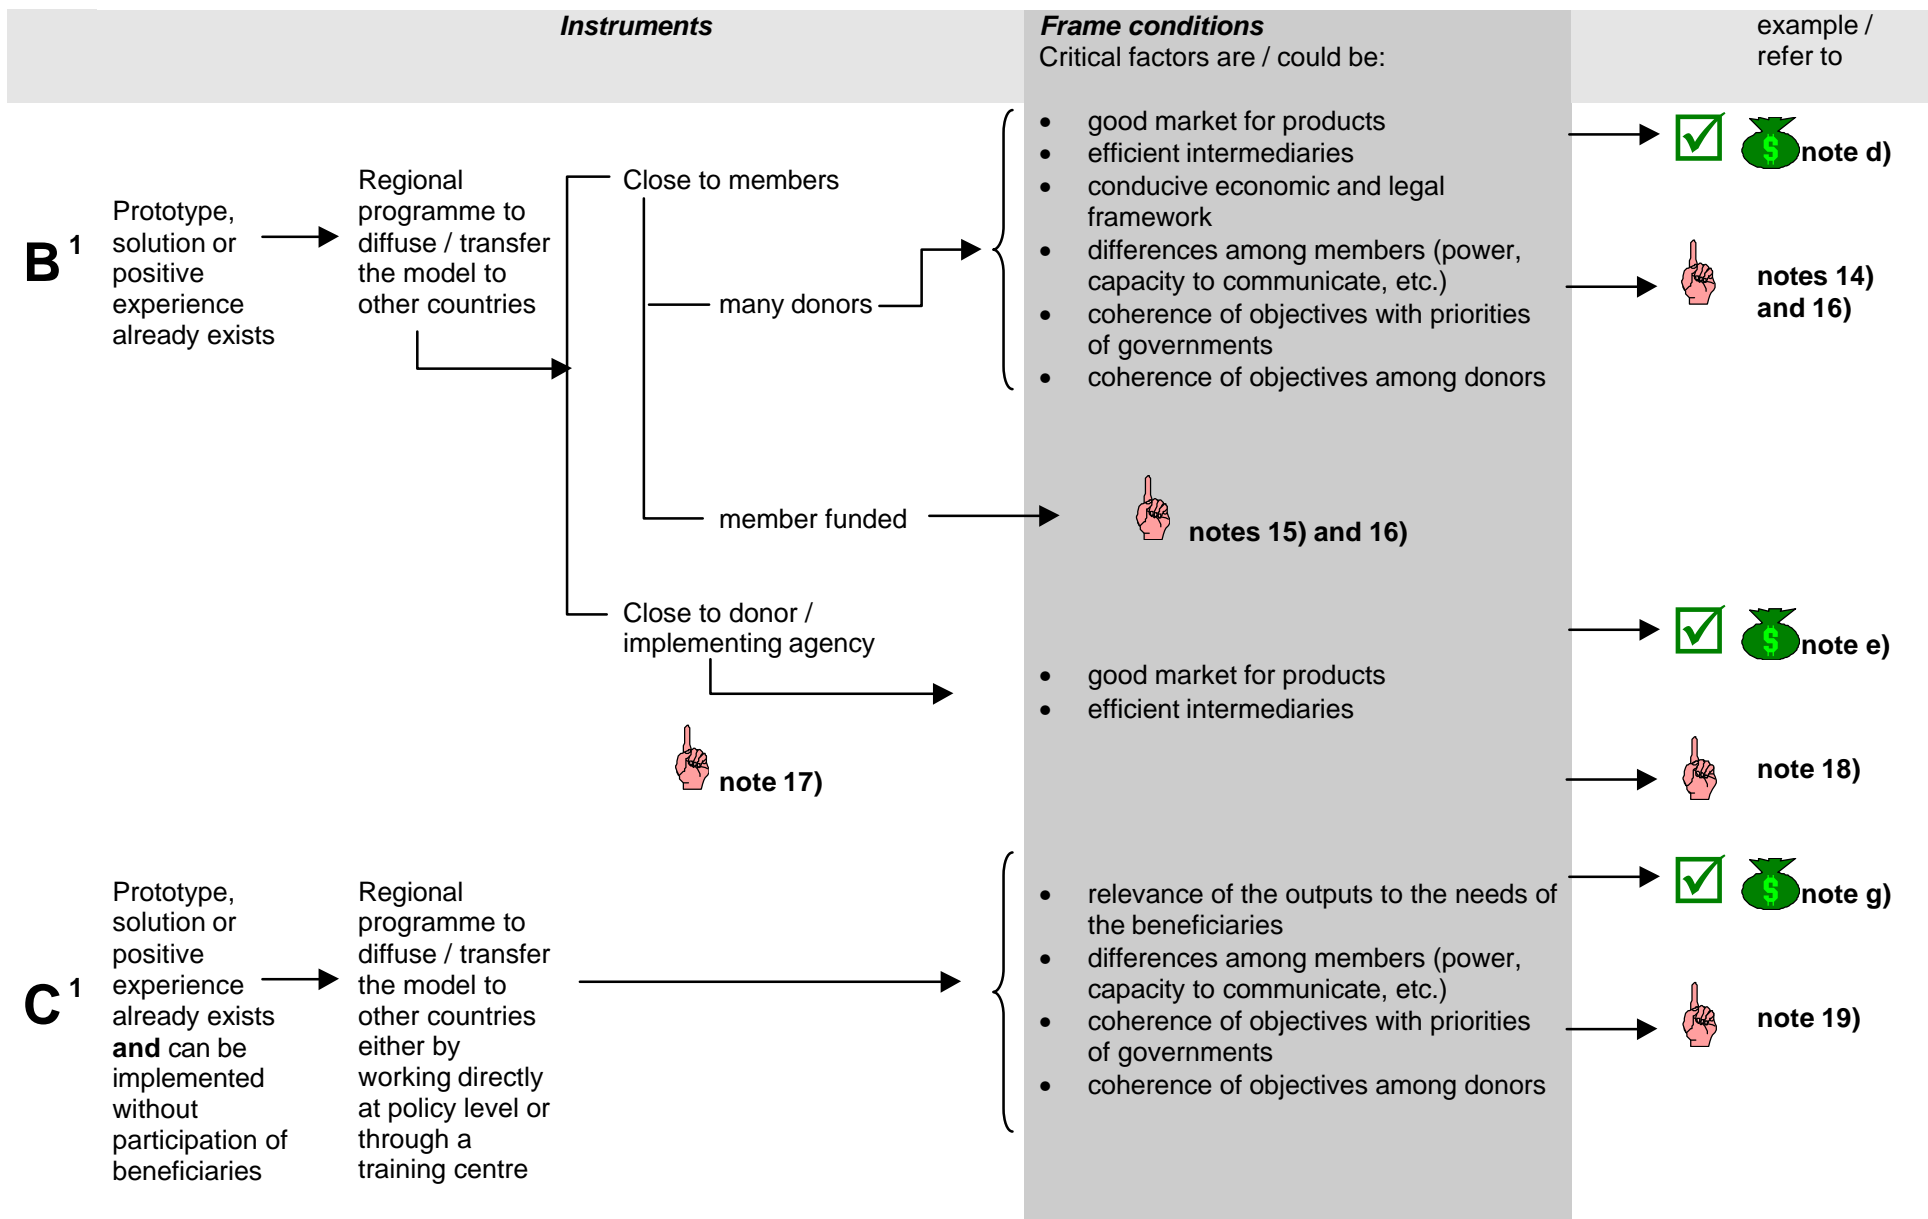 Instruments
Frame conditions
Critical factors are / could be:
example /
refer to
B 1
Prototype,
solution or
positive
experience
already exists
Regional
programme to
diffuse / transfer
the model to
other countries
Close to members
many donors
• good market for products
• efficient intermediaries
• conducive economic and legal
framework
• differences among members (power,
capacity to communicate, etc.)
• coherence of objectives with priorities
of governments
• coherence of objectives among donors
$ note d)
notes 14)
and 16)
member funded
notes 15) and 16)
Close to donor /
implementing agency
note 17)
• good market for products
• efficient intermediaries
$ note e)
note 18)
C 1
Prototype,
solution or
positive
experience
already exists
and can be
implemented
without
participation of
beneficiaries
Regional
programme to
diffuse / transfer
the model to
other countries
either by
working directly
at policy level or
through a
training centre
• relevance of the outputs to the needs of
the beneficiaries
• differences among members (power,
capacity to communicate, etc.)
• coherence of objectives with priorities
of governments
• coherence of objectives among donors
$ note g)
note 19)